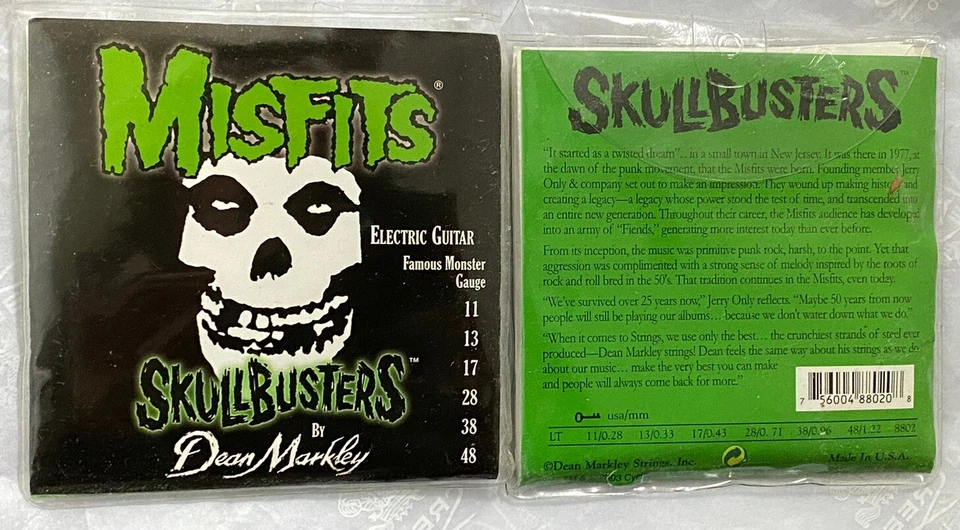 MISFITS®
ELECTRIC GUITAR
FAMOUS MONSTER
GAUGE
11
13
17
28
38
48
SKULLBUSTERS™
BY
Dean Markley
SKULLBUSTERS™
“It started as a twisted dream”... in a small town in New Jersey. It was there in 1977, at
the dawn of the punk movement, that the Misfits were born. Founding member Jerry
Only & company set out to make an impression. They wound up making history and
creating a legacy—a legacy whose power stood the test of time, and transcended into
an entire new generation. Throughout their career, the Misfits audience has developed
into an army of “Fiends,” generating more interest today than ever before.
From its inception, the music was primitive punk rock, harsh, to the point. Yet that
aggression was complimented with a strong sense of melody inspired by the roots of
rock and roll bred in the 50's. That tradition continues in the Misfits, even today.
“We've survived over 25 years now,” Jerry Only reflects. “Maybe 50 years from now
people will still be playing our albums… because we don't water down what we do.”
“When it comes to Strings, we use only the best... the crunchiest strands of steel ever
produced—Dean Markley strings! Dean feels the same way about his strings as we do
about our music… make the very best you can make
and people will always come back for more.”
7 56004 88020 8
usa/mm
LT 11/0.28 13/0.33 17/0.43 28/0.71 38/0.96 48/1.22 8802
©Dean Markley Strings, Inc. Made In U.S.A.